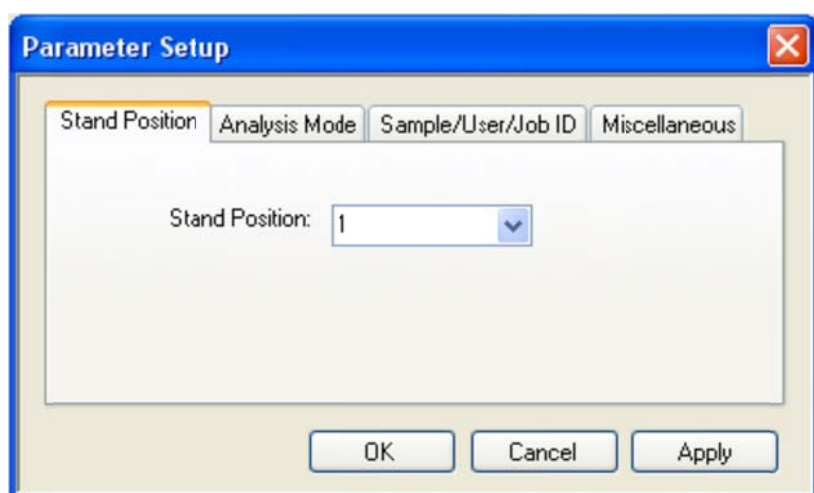 Parameter Setup
Stand Position Analysis Mode Sample/User/Job ID Miscellaneous
Stand Position: 1
OK Cancel Apply